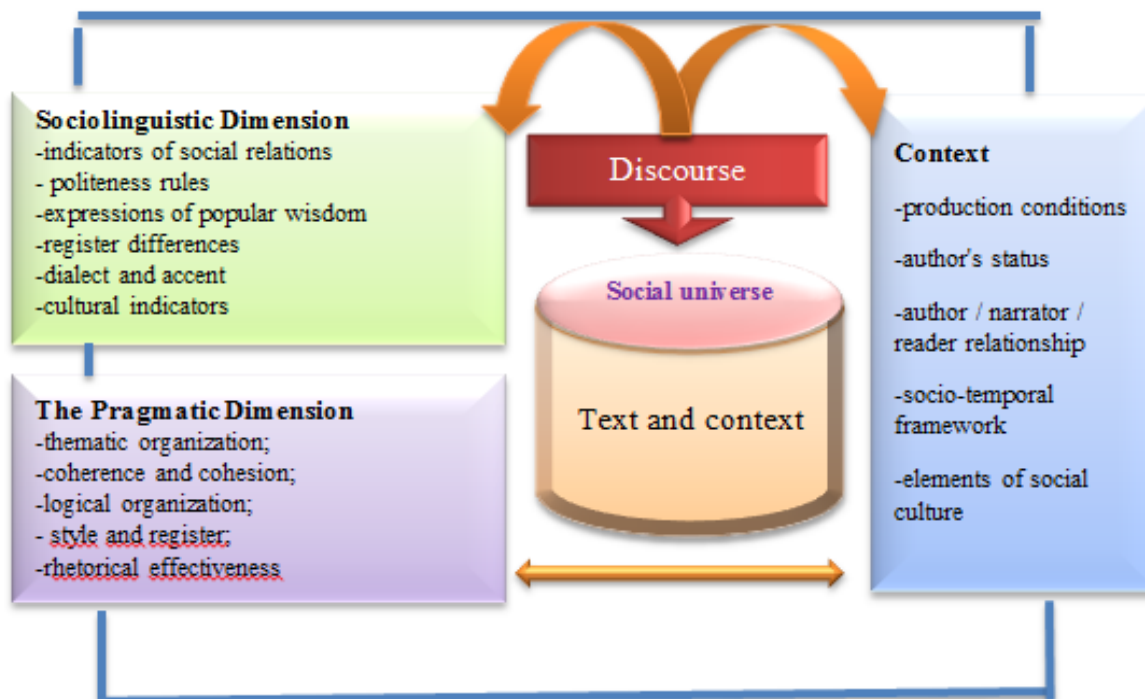 Sociolinguistic Dimension
-indicators of social relations
- politeness rules
-expressions of popular wisdom
-register differences
-dialect and accent
-cultural indicators
The Pragmatic Dimension
-thematic organization;
-coherence and cohesion;
-logical organization;
- style and register;
-rhetorical effectiveness
Discourse
Social universe
Text and context
Context
-production conditions
-author's status
-author / narrator /
reader relationship
-socio-temporal
framework
-elements of social
culture